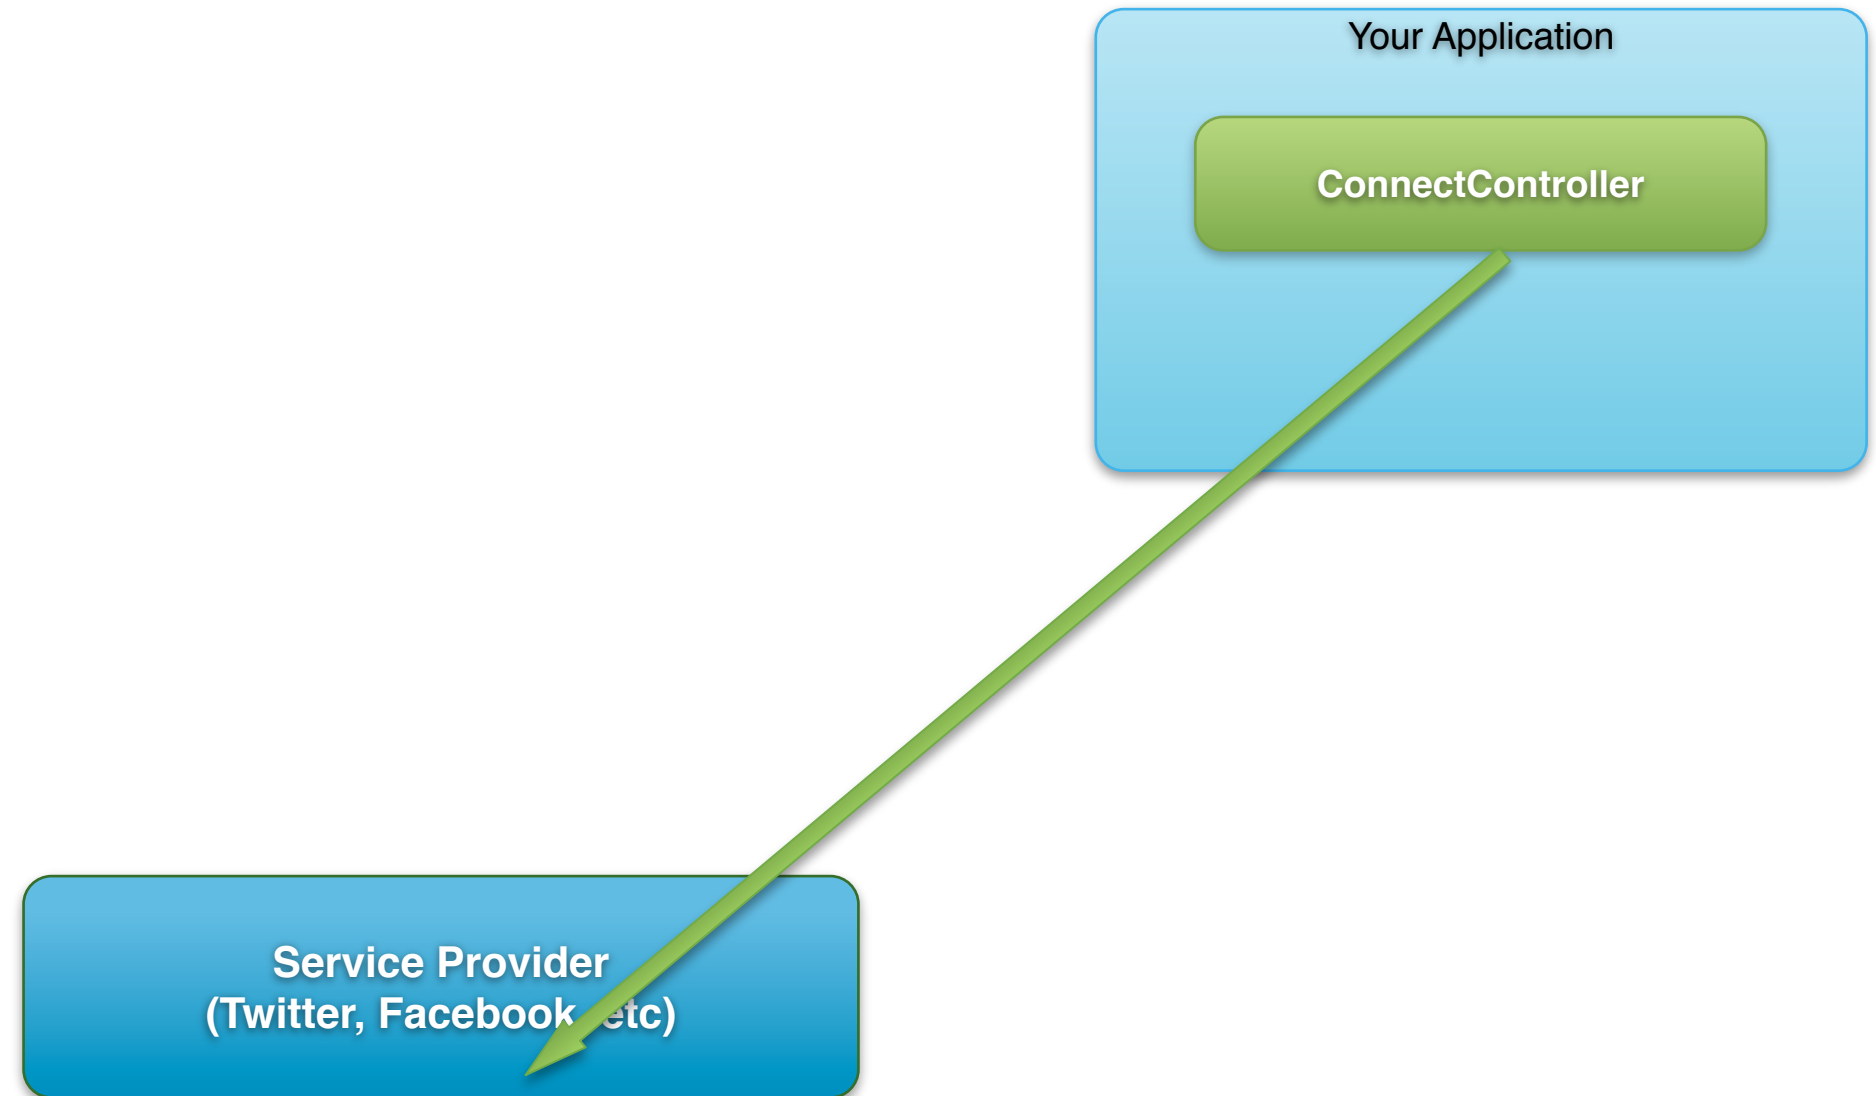 Your Application
ConnectController
Service Provider
(Twitter, Facebook, etc)